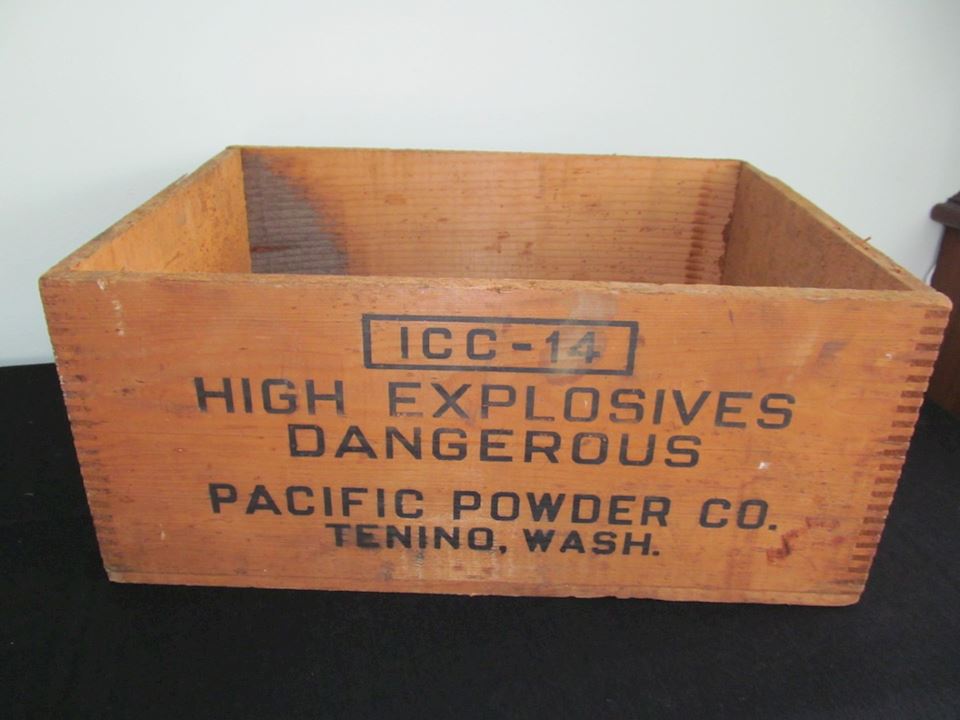 ICC-14
HIGH EXPLOSIVES
DANGEROUS
PACIFIC POWDER CO.
TENINO, WASH.